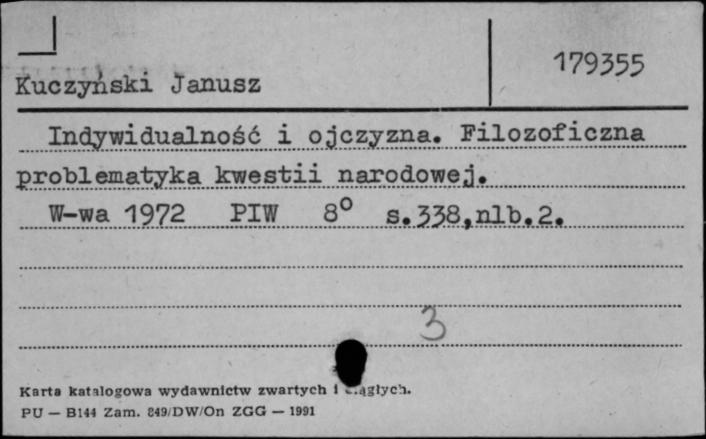 179355
Kuczyński Janusz
Indywidualność i ojczyzna. Filozoficzna
problematyka kwestii narodowej.
W-wa 1972 PIW 8° s.338,nlb.2.
3
Karta katalogowa wydawnictw zwartych i ciągłych.
PU — B144 Zam. 849/DW/On ZGG — 1991